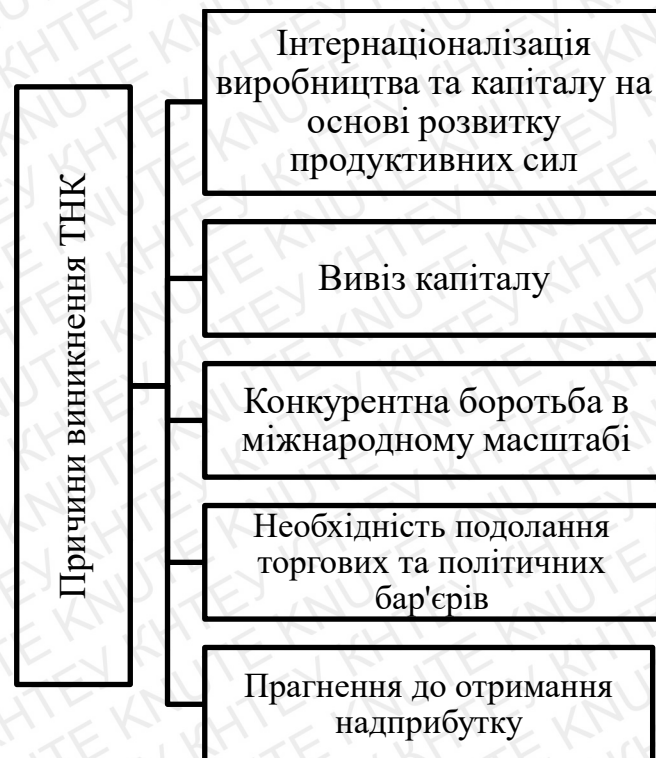 Причини виникнення ТНК
Інтернаціоналізація
виробництва та капіталу на
основі розвитку
продуктивних сил
Вивіз капіталу
Конкурентна боротьба в
міжнародному масштабі
Необхідність подолання
торгових та політичних
бар'єрів
Прагнення до отримання
надприбутку